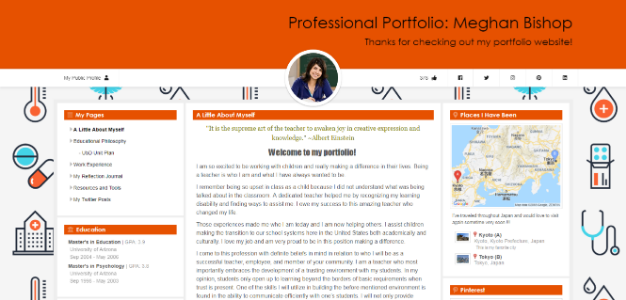 Professional Portfolio: Meghan Bishop
Thanks for checking out my portfolio website!
My Public Profile
My Pages
A Little About Myself
Educational Philosophy
UbD Unit Plan
Work Experience
My Reflection Journal
Resources and Tools
My Twitter Posts
Education
Master's in Education | GPA: 3.9
University of Arizona
Sep 2004 - May 2006
Master's in Psychology | GPA: 3.9
University of Arizona
Sep 1998 - May 2003
A Little About Myself
"It is the supreme art of the teacher to awaken joy in creative expression and
knowledge." --Albert Einstein
Welcome to my portfolio!
I am so excited to be working with children and really making a difference in their lives. Being
a teacher is who I am and what I have always wanted to be.
I remember being so upset in class as a child because I did not understand what was being
talked about in the classroom. A dedicated teacher helped me by recognizing my learning
disability and finding ways to assist me. I owe my success to this amazing teacher who
changed my life.
These experiences made me who I am today and I am now helping others. I assist children
making the transition to our school systems here in the United States both academically and
culturally. I love my job and am very proud to be in this position making a difference.
I come to this profession with definite beliefs in mind in relation to who I will be as a
successful teacher, employee, and member of your community. I am a teacher who most
importantly embraces the development of a trusting environment with my students. In my
opinion, students only open up to learning beyond the borders of basic requirements when
trust is present. One of the skills I will utilize in building the before mentioned environment is
found in the ability to communicate efficiently with one's students. I will not only provide
Places I Have Been
I've traveled throughout Japan and would love to visit
again sometime very soon!!!
Kyoto (A)
Kyoto, Kyoto Prefecture, Japan
Tokyo (B)
Tokyo, Japan
Pinterest